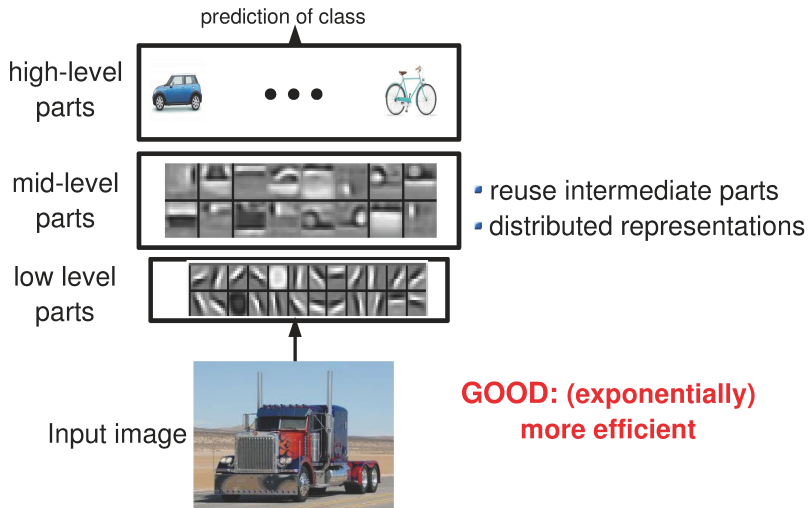 prediction of class
high-level
parts
mid-level
parts
• reuse intermediate parts
• distributed representations
low level
parts
Input image
GOOD: (exponentially)
more efficient